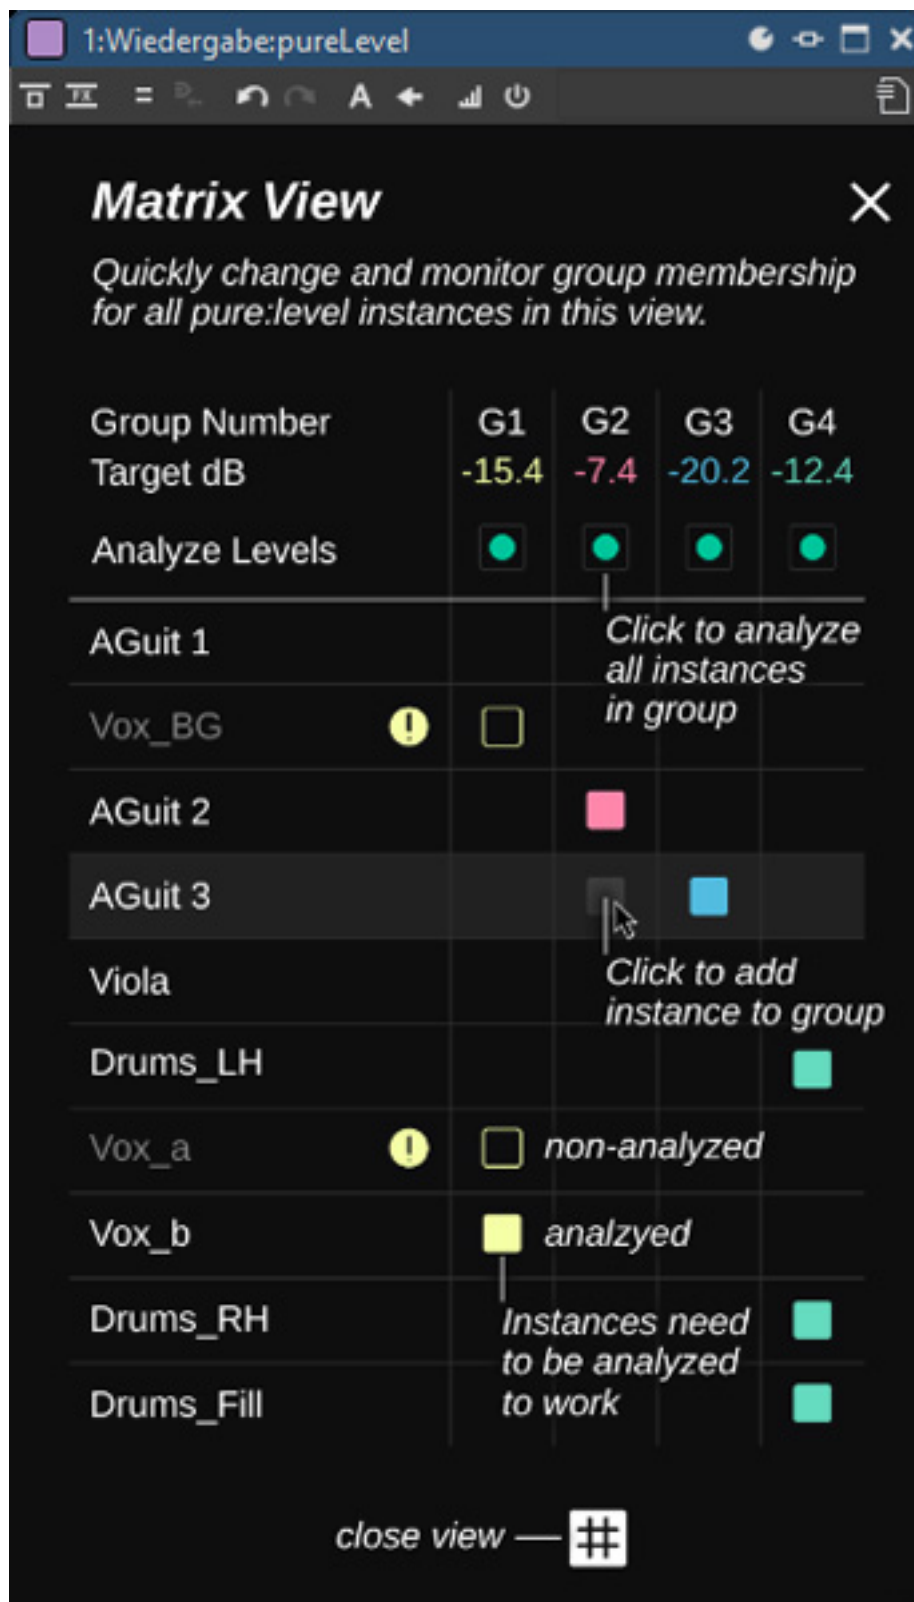 1:Wiedergabe:pureLevel
FX
A
Matrix View
Quickly change and monitor group membership
for all pure:level instances in this view.
Group Number G1 G2 G3 G4
Target dB -15.4 -7.4 -20.2 -12.4
Analyze Levels
AGuit 1
Click to analyze
all instances
in group
Vox_BG !
AGuit 2
AGuit 3
Click to add
instance to group
Viola
Drums_LH
Vox_a ! non-analyzed
Vox_b analzyed
Instances need
to be analyzed
to work
Drums_RH
Drums_Fill
close view #